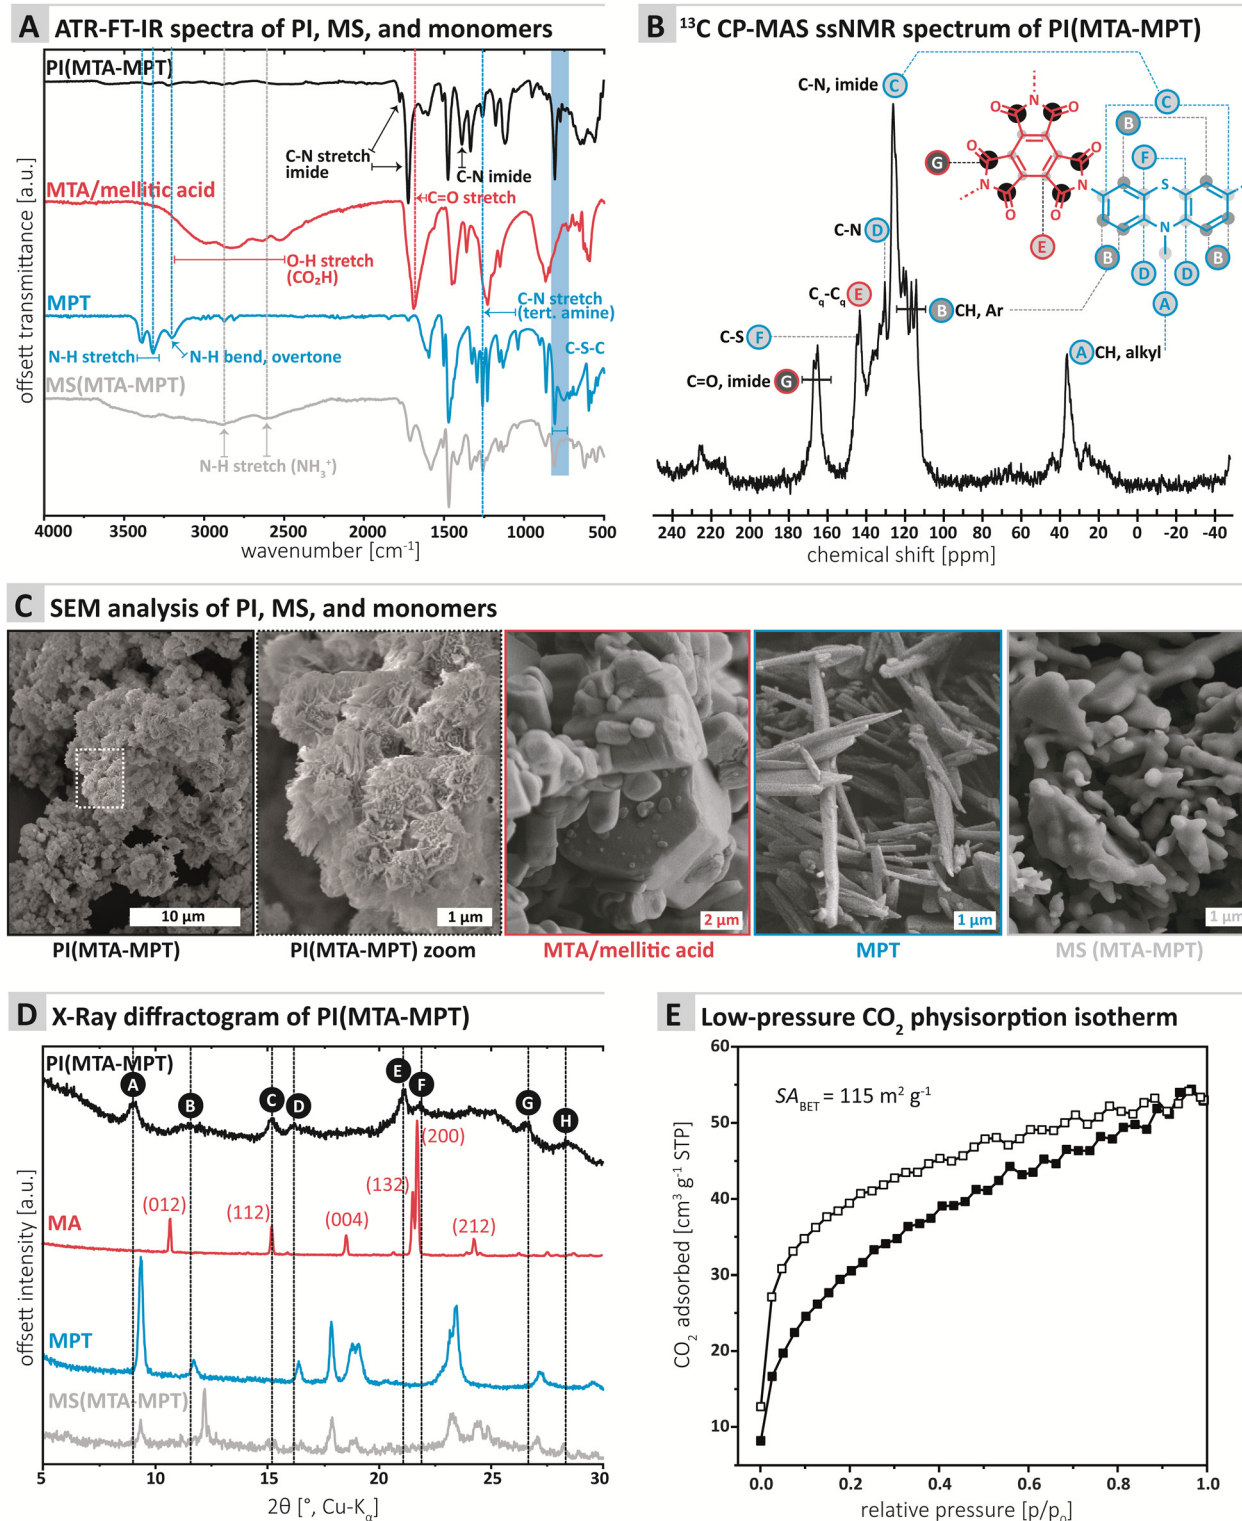 A ATR-FT-IR spectra of PI, MS, and monomers
PI(MTA-MPT)
C-N stretch
imide
C-N imide
MTA/mellitic acid
C=O stretch
O-H stretch
(CO₂H)
MPT
C-N stretch
(tert. amine)
N-H stretch
N-H bend, overtone
C-S-C
MS(MTA-MPT)
N-H stretch (NH₃⁺)
offsett transmittance [a.u.]
4000 3500 3000 2500 2000 1500 1000 500
wavenumber [cm⁻¹]
B ¹³C CP-MAS ssNMR spectrum of PI(MTA-MPT)
C-N, imide C
C
B
F
G
E
B
D
D
B
A
O
O
N
O
O
N
N
O
O
S
N
C-N D
C_q-C_q E
B CH, Ar
C-S F
C=O, imide G
A CH, alkyl
220 200 180 160 140 120 100 80 60 40 20 0 -20 -40
240
chemical shift [ppm]
C SEM analysis of PI, MS, and monomers
10 μm
1 μm
2 μm
1 μm
1 μm
PI(MTA-MPT)
PI(MTA-MPT) zoom
MTA/mellitic acid
MPT
MS (MTA-MPT)
D X-Ray diffractogram of PI(MTA-MPT)
PI(MTA-MPT)
A B C D E F G H
MA
(012)
(112)
(004)
(132)
(200)
(212)
MPT
MS(MTA-MPT)
offsett intensity [a.u.]
5 10 15 20 25 30
2θ [°, Cu-Kα]
E Low-pressure CO₂ physisorption isotherm
SA_BET = 115 m² g⁻¹
CO₂ adsorbed [cm³ g⁻¹ STP]
60
50
40
30
20
10
0.0 0.2 0.4 0.6 0.8 1.0
relative pressure [p/p₀]